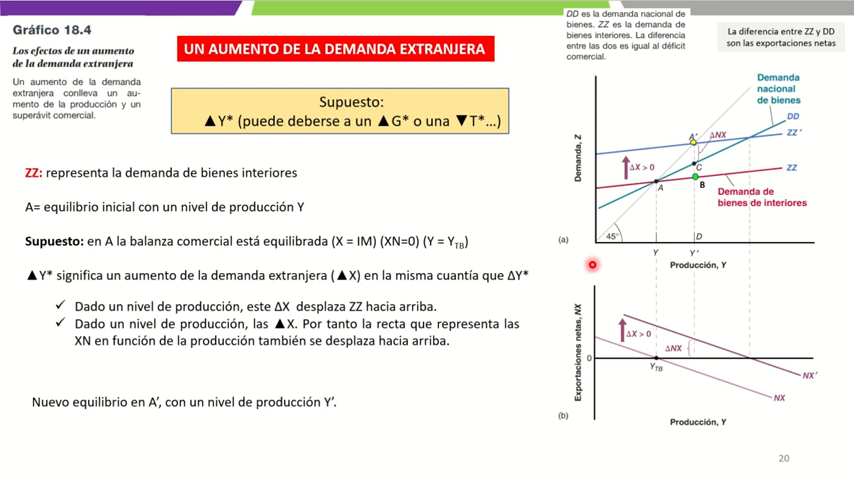 Gráfico 18.4
Los efectos de un aumento
de la demanda extranjera
Un aumento de la demanda
extranjera conlleva un au-
mento de la producción y un
superávit comercial.
UN AUMENTO DE LA DEMANDA EXTRANJERA
Supuesto:
▲Y* (puede deberse a un ▲G* o una ▼T*...)
ZZ: representa la demanda de bienes interiores
A= equilibrio inicial con un nivel de producción Y
Supuesto: en A la balanza comercial está equilibrada (X = IM) (XN=0) (Y = YTB)
▲Y* significa un aumento de la demanda extranjera (▲X) en la misma cuantía que ΔY*
✓ Dado un nivel de producción, este ΔX desplaza ZZ hacia arriba.
✓ Dado un nivel de producción, las ▲X. Por tanto la recta que representa las
XN en función de la producción también se desplaza hacia arriba.
Nuevo equilibrio en A’, con un nivel de producción Y’.
DD es la demanda nacional de
bienes. ZZ es la demanda de
bienes interiores. La diferencia
entre las dos es igual al déficit
comercial.
La diferencia entre ZZ y DD
son las exportaciones netas
Demanda
nacional
de bienes
DD
ZZ'
A'
ΔNX
Demanda, Z
ΔX > 0
C
ZZ
A
B
Demanda de
bienes de interiores
45°
D
(a)
Y
Y'
Producción, Y
Exportaciones netas, NX
ΔX > 0
ΔNX
0
YTB
NX'
NX
(b)
Producción, Y
20